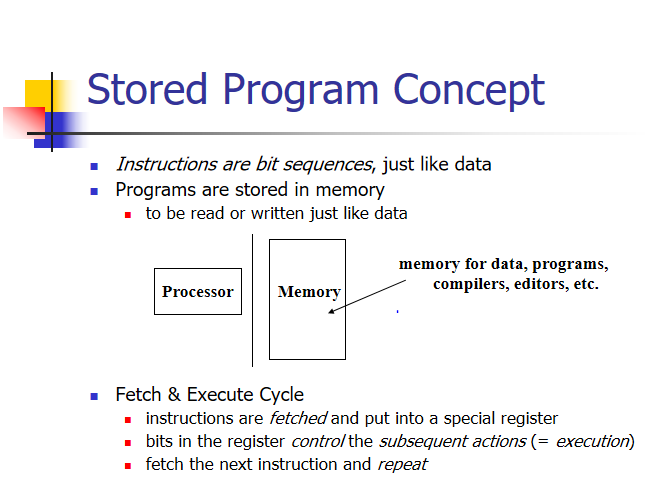 Stored Program Concept
Instructions are bit sequences, just like data
Programs are stored in memory
to be read or written just like data
Processor
Memory
memory for data, programs,
compilers, editors, etc.
Fetch & Execute Cycle
instructions are fetched and put into a special register
bits in the register control the subsequent actions (= execution)
fetch the next instruction and repeat